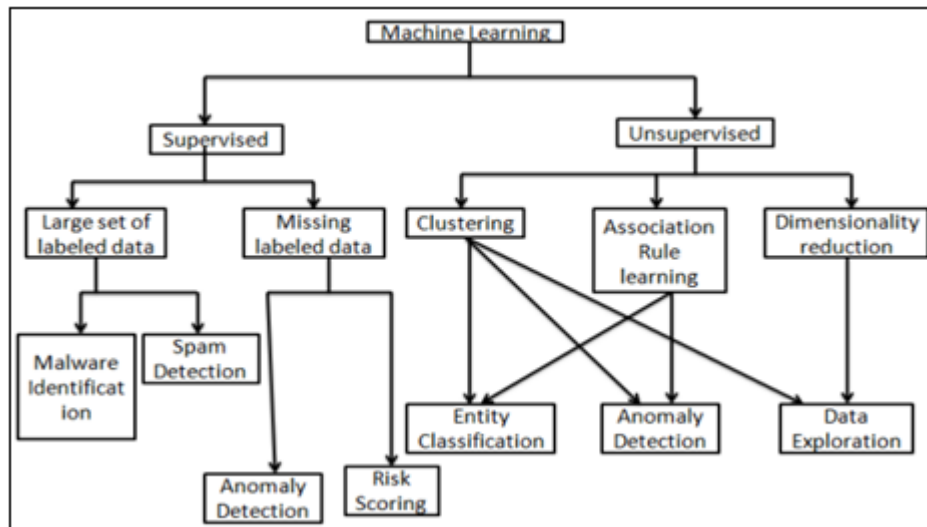 Machine Learning
Supervised
Unsupervised
Large set of
labeled data
Missing
labeled data
Clustering
Association
Rule
learning
Dimensionality
reduction
Malware
Identificat
ion
Spam
Detection
Entity
Classification
Anomaly
Detection
Data
Exploration
Anomaly
Detection
Risk
Scoring